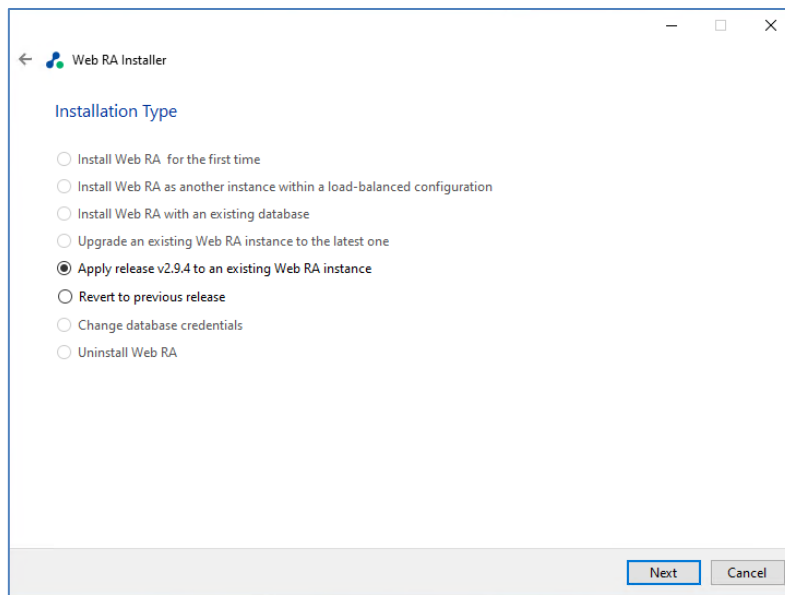 Web RA Installer
Installation Type
Install Web RA for the first time
Install Web RA as another instance within a load-balanced configuration
Install Web RA with an existing database
Upgrade an existing Web RA instance to the latest one
Apply release v2.9.4 to an existing Web RA instance
Revert to previous release
Change database credentials
Uninstall Web RA
Next Cancel